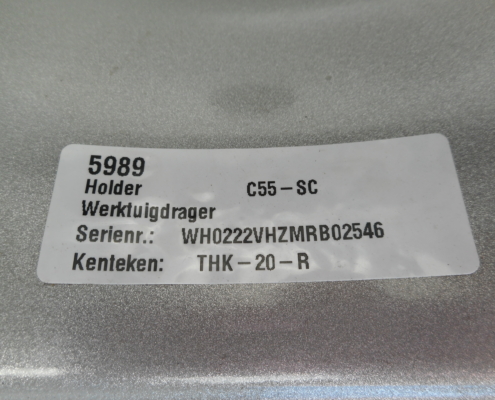 5989
Holder C55-SC
Werktuigdrager
Serienr.: WH0222VHZMRB02546
Kenteken: THK-20-R